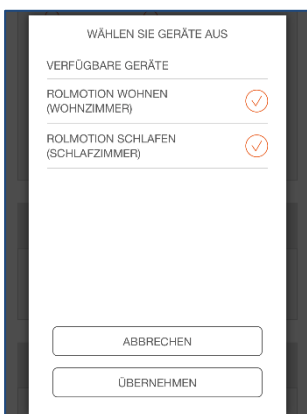 WÄHLEN SIE GERÄTE AUS
VERFÜGBARE GERÄTE
ROLMOTION WOHNEN
(WOHNZIMMER)
ROLMOTION SCHLAFEN
(SCHLAFZIMMER)
ABBRECHEN
ÜBERNEHMEN